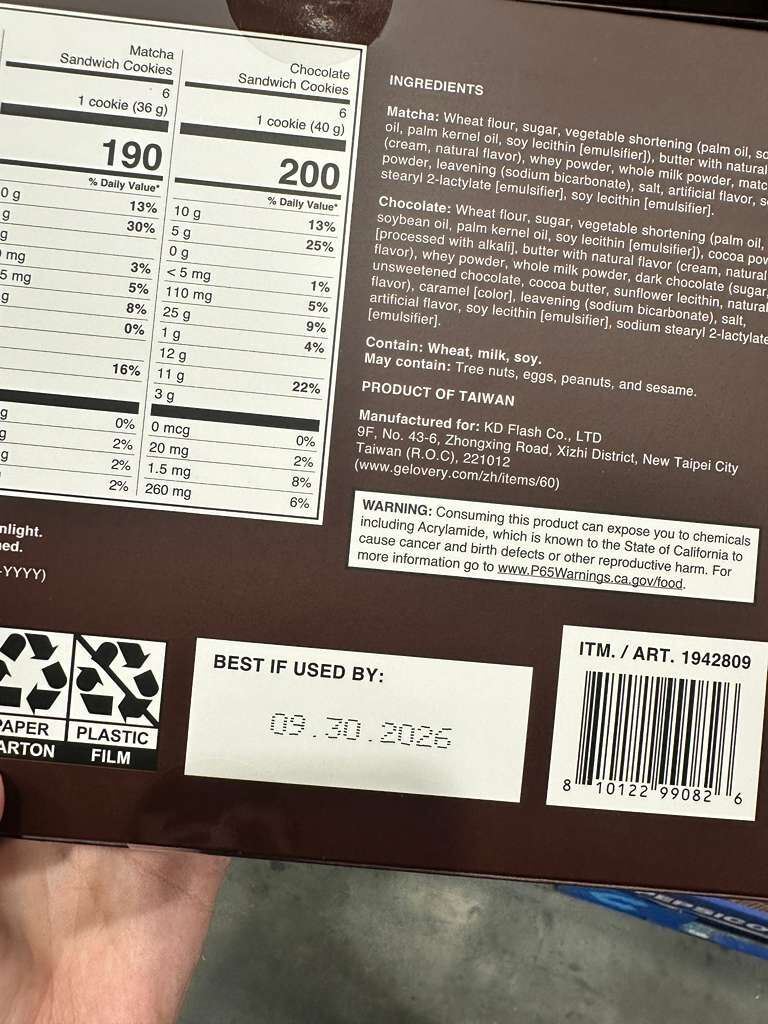 Matcha
Sandwich Cookies
6
1 cookie (36 g)
190
% Daily Value*
0 g 13%
g 30%
g
mg 3%
5 mg 5%
g 8%
0%
16%
g 0%
g 2%
g 2%
2%
Chocolate
Sandwich Cookies
6
1 cookie (40 g)
200
% Daily Value*
10 g 13%
5 g 25%
0 g
< 5 mg 1%
110 mg 5%
25 g 9%
1 g 4%
12 g
11 g 22%
3 g
0 mcg 0%
20 mg 2%
1.5 mg 8%
260 mg 6%
nlight.
ned.
-YYYY)
INGREDIENTS
Matcha: Wheat flour, sugar, vegetable shortening (palm oil, so
oil, palm kernel oil, soy lecithin [emulsifier]), butter with natural
(cream, natural flavor), whey powder, whole milk powder, matc
powder, leavening (sodium bicarbonate), salt, artificial flavor, s
stearyl 2-lactylate [emulsifier], soy lecithin [emulsifier].
Chocolate: Wheat flour, sugar, vegetable shortening (palm oil,
soybean oil, palm kernel oil, soy lecithin [emulsifier]), cocoa pow
[processed with alkali], butter with natural flavor (cream, natural
flavor), whey powder, whole milk powder, dark chocolate (sugar,
unsweetened chocolate, cocoa butter, sunflower lecithin, natural
flavor), caramel [color], leavening (sodium bicarbonate), salt,
artificial flavor, soy lecithin [emulsifier], sodium stearyl 2-lactylate
[emulsifier].
Contain: Wheat, milk, soy.
May contain: Tree nuts, eggs, peanuts, and sesame.
PRODUCT OF TAIWAN
Manufactured for: KD Flash Co., LTD
9F, No. 43-6, Zhongxing Road, Xizhi District, New Taipei City
Taiwan (R.O.C), 221012
(www.gelovery.com/zh/items/60)
WARNING: Consuming this product can expose you to chemicals
including Acrylamide, which is known to the State of California to
cause cancer and birth defects or other reproductive harm. For
more information go to www.P65Warnings.ca.gov/food.
PAPER
ARTON
PLASTIC
FILM
BEST IF USED BY:
09.30.2026
ITM. / ART. 1942809
8 10122 99082 6